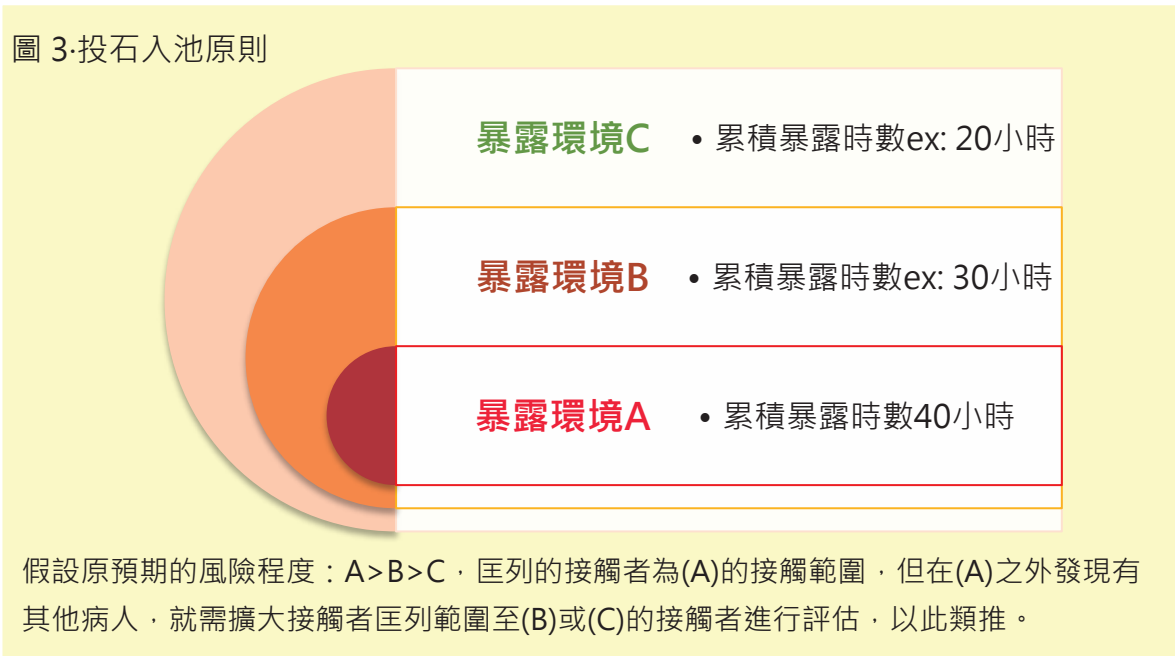 圖 3·投石入池原則
暴露環境C • 累積暴露時數ex: 20小時
暴露環境B • 累積暴露時數ex: 30小時
暴露環境A • 累積暴露時數40小時
假設原預期的風險程度：A>B>C，匡列的接觸者為(A)的接觸範圍，但在(A)之外發現有
其他病人，就需擴大接觸者匡列範圍至(B)或(C)的接觸者進行評估，以此類推。